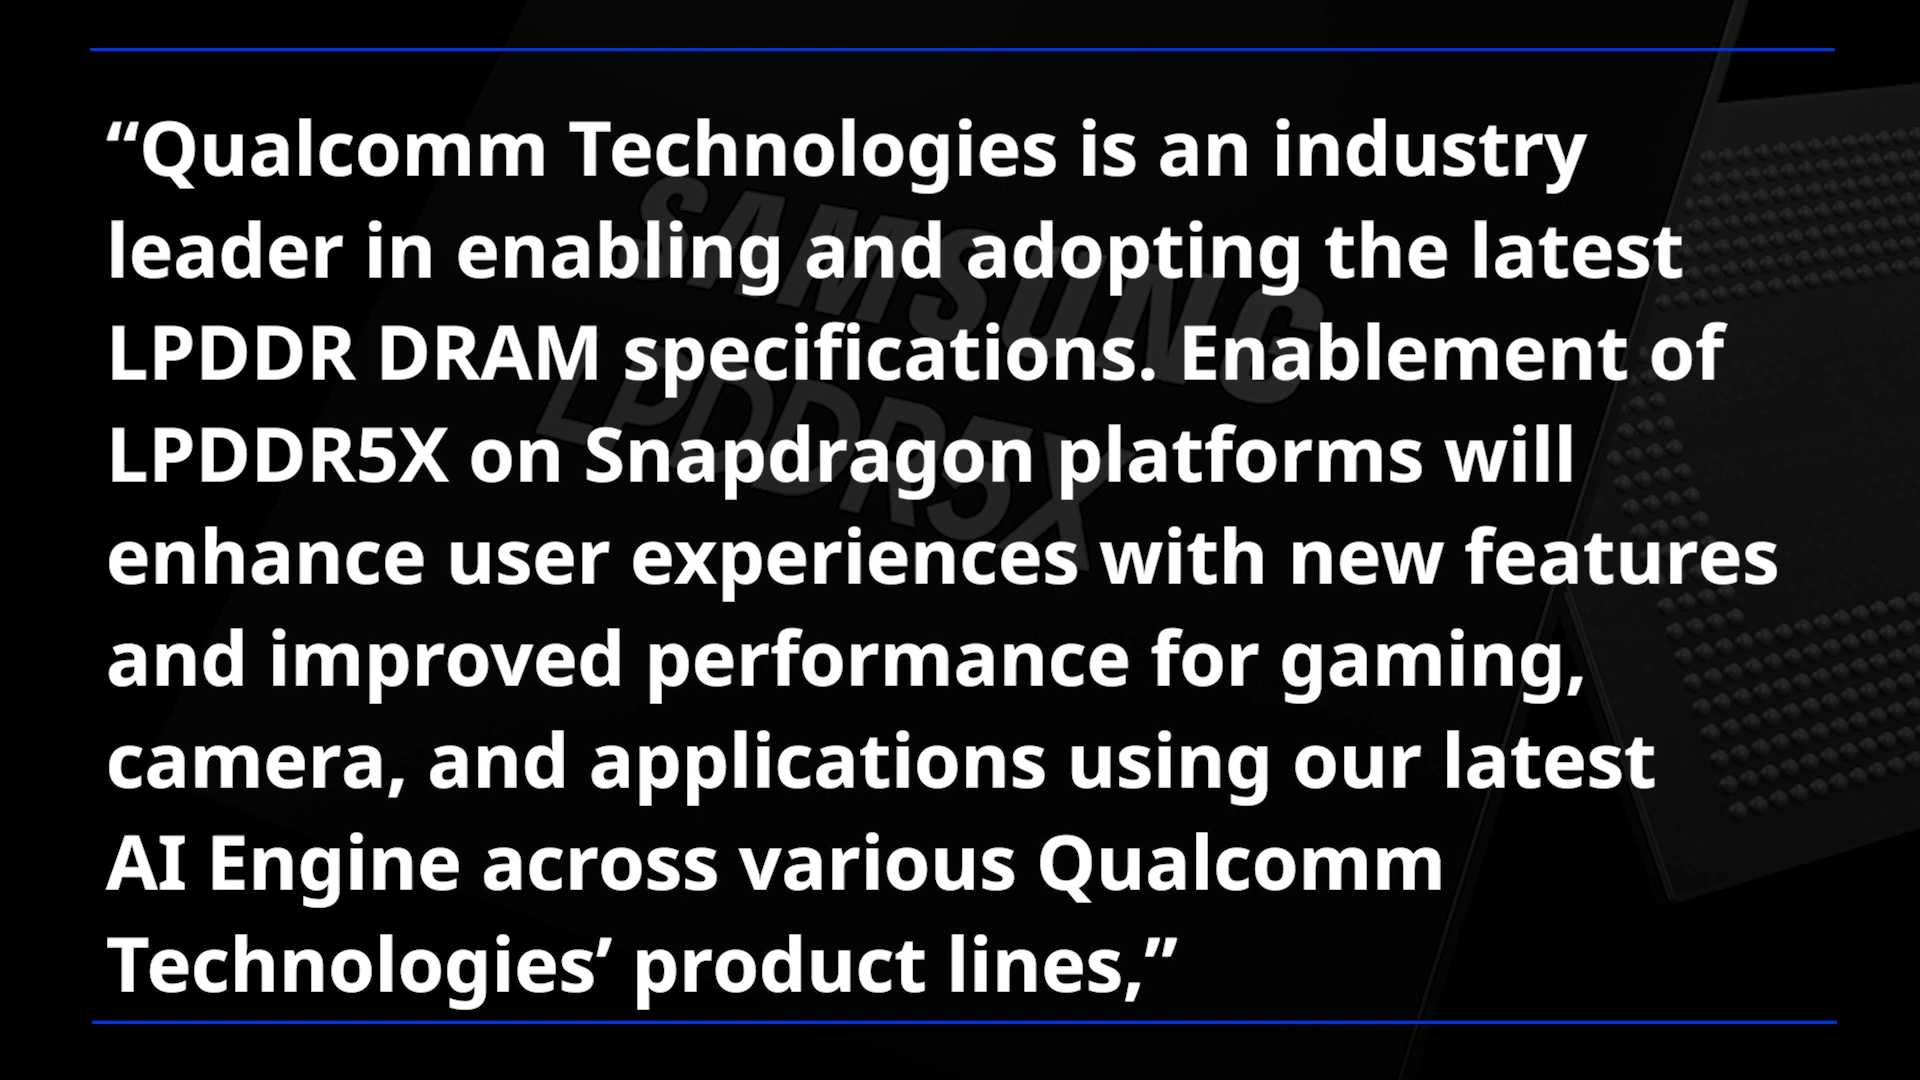 “Qualcomm Technologies is an industry
leader in enabling and adopting the latest
LPDDR DRAM specifications. Enablement of
LPDDR5X on Snapdragon platforms will
enhance user experiences with new features
and improved performance for gaming,
camera, and applications using our latest
AI Engine across various Qualcomm
Technologies’ product lines,”
SAMSUNG
LPDDR5X